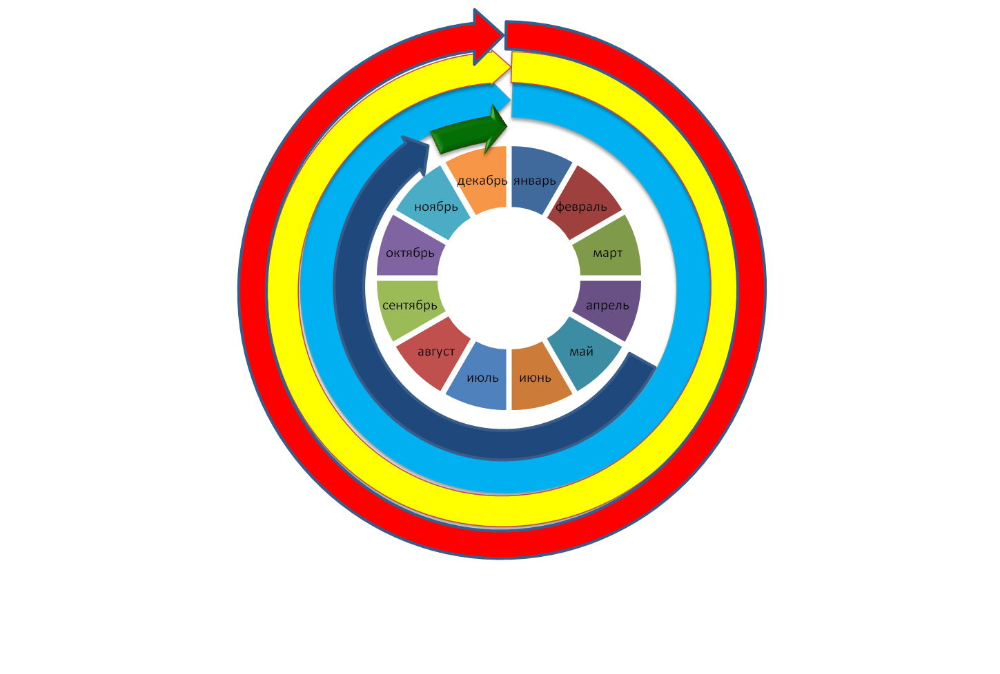 январь
февраль
март
апрель
май
июнь
июль
август
сентябрь
октябрь
ноябрь
декабрь